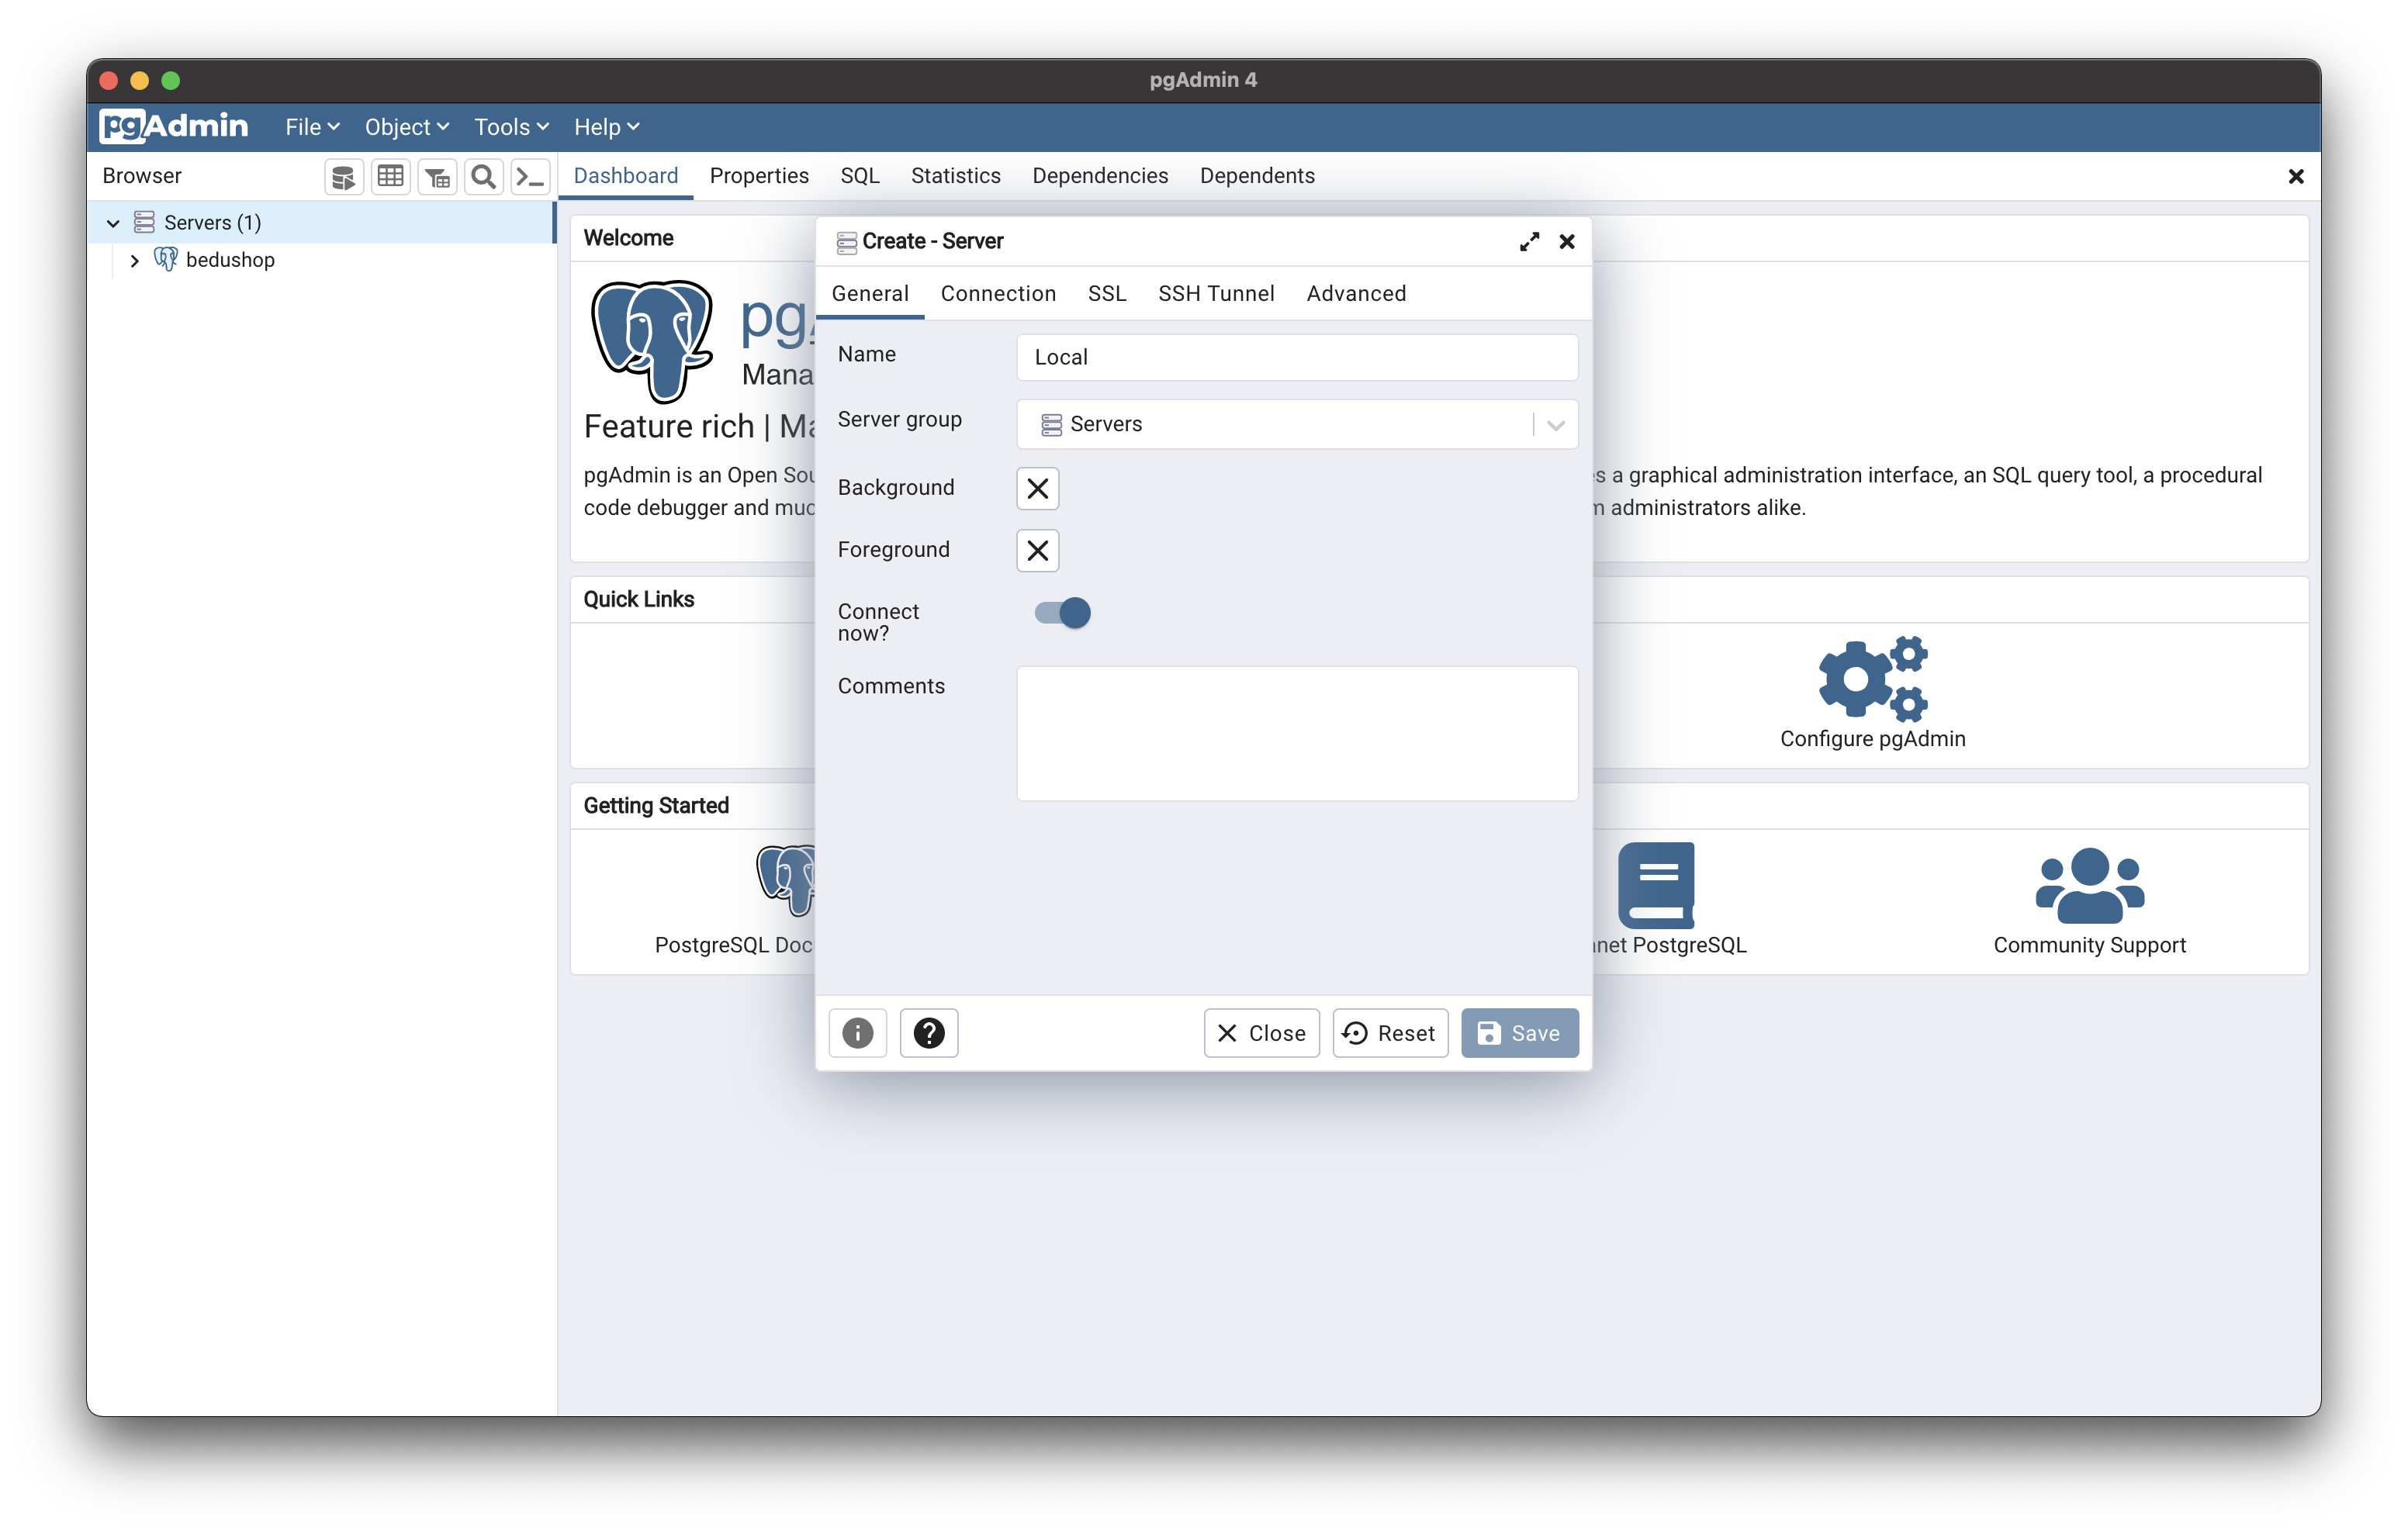 pgAdmin 4
pgAdmin File Object Tools Help
Browser Dashboard Properties SQL Statistics Dependencies Dependents
Servers (1)
bedushop
Welcome
pg
Mana
Feature rich | Ma
pgAdmin is an Open Sou
s a graphical administration interface, an SQL query tool, a procedural
code debugger and muc
administrators alike.
Quick Links
Configure pgAdmin
Getting Started
PostgreSQL Doc
net PostgreSQL
Community Support
Create - Server
General Connection SSL SSH Tunnel Advanced
Name Local
Server group Servers
Background
Foreground
Connect
now?
Comments
Close Reset Save